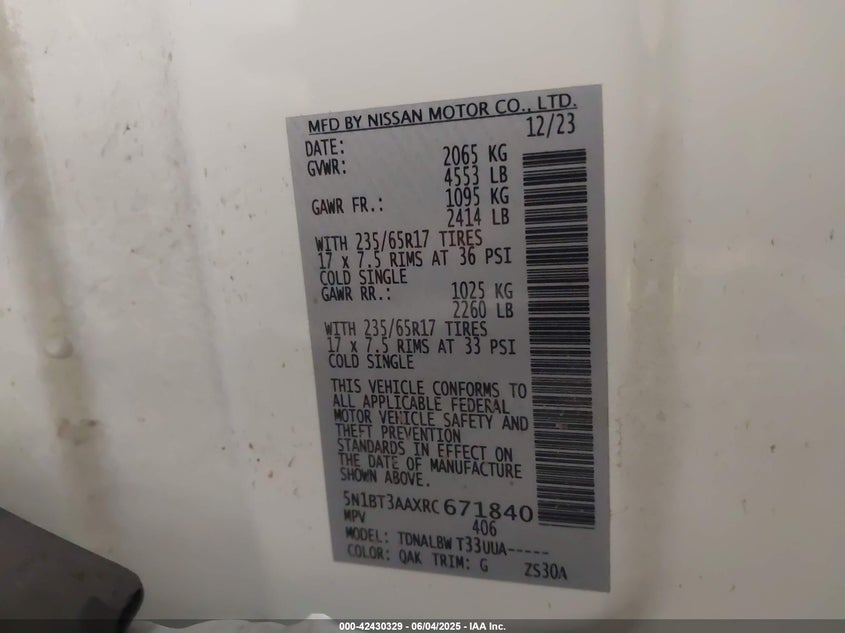 MFD BY NISSAN MOTOR CO., LTD.
DATE: 12/23
GVWR: 2065 KG
4553 LB
GAWR FR.: 1095 KG
2414 LB
WITH 235/65R17 TIRES
17 x 7.5 RIMS AT 36 PSI
COLD SINGLE
GAWR RR.: 1025 KG
2260 LB
WITH 235/65R17 TIRES
17 x 7.5 RIMS AT 33 PSI
COLD SINGLE
THIS VEHICLE CONFORMS TO
ALL APPLICABLE FEDERAL
MOTOR VEHICLE SAFETY AND
THEFT PREVENTION
STANDARDS IN EFFECT ON
THE DATE OF MANUFACTURE
SHOWN ABOVE.
5N1BT3AAXRC671840
MPV 406
MODEL: TDNALBW T33UUA-----
COLOR: QAK TRIM: G ZS30A
000-42430329 - 06/04/2025 - IAA Inc.